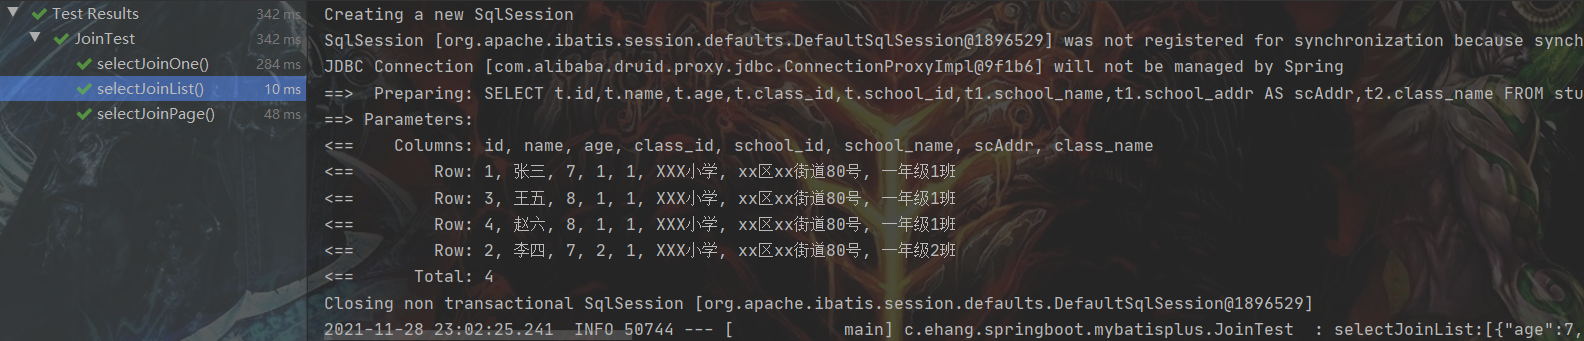 Test Results 342 ms
JoinTest 342 ms
selectJoinOne() 284 ms
selectJoinList() 10 ms
selectJoinPage() 48 ms
Creating a new SqlSession
SqlSession [org.apache.ibatis.session.defaults.DefaultSqlSession@1896529] was not registered for synchronization because synch
JDBC Connection [com.alibaba.druid.proxy.jdbc.ConnectionProxyImpl@9f1b6] will not be managed by Spring
==>  Preparing: SELECT t.id,t.name,t.age,t.class_id,t.school_id,t1.school_name,t1.school_addr AS scAddr,t2.class_name FROM stu
==> Parameters:
<==    Columns: id, name, age, class_id, school_id, school_name, scAddr, class_name
<==        Row: 1, 张三, 7, 1, 1, XXX小学, xx区xx街道80号, 一年级1班
<==        Row: 3, 王五, 8, 1, 1, XXX小学, xx区xx街道80号, 一年级1班
<==        Row: 4, 赵六, 8, 1, 1, XXX小学, xx区xx街道80号, 一年级1班
<==        Row: 2, 李四, 7, 2, 1, XXX小学, xx区xx街道80号, 一年级2班
<==      Total: 4
Closing non transactional SqlSession [org.apache.ibatis.session.defaults.DefaultSqlSession@1896529]
2021-11-28 23:02:25.241  INFO 50744 --- [           main] c.ehang.springboot.mybatisplus.JoinTest  : selectJoinList:[{"age":7,